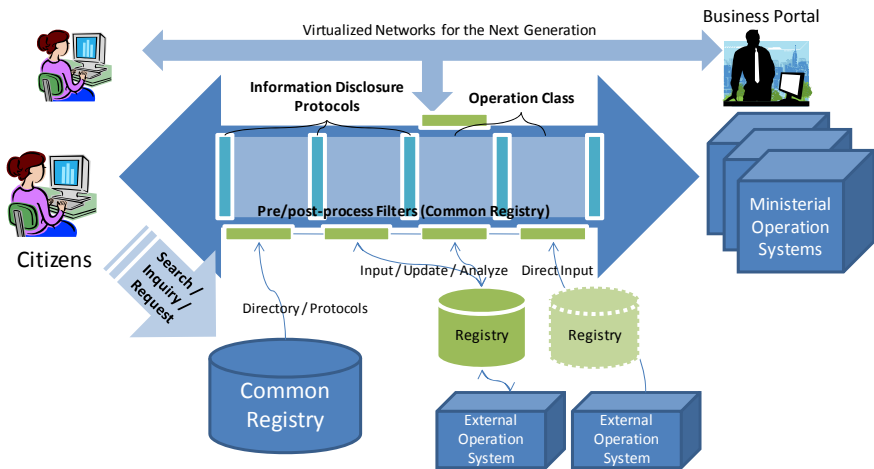 Virtualized Networks for the Next Generation
Business Portal
Information Disclosure
Protocols
Operation Class
Pre/post-process Filters (Common Registry)
Ministerial
Operation
Systems
Citizens
Search /
Inquiry /
Request
Input / Update / Analyze
Direct Input
Directory / Protocols
Registry
Registry
Common
Registry
External
Operation
System
External
Operation
System